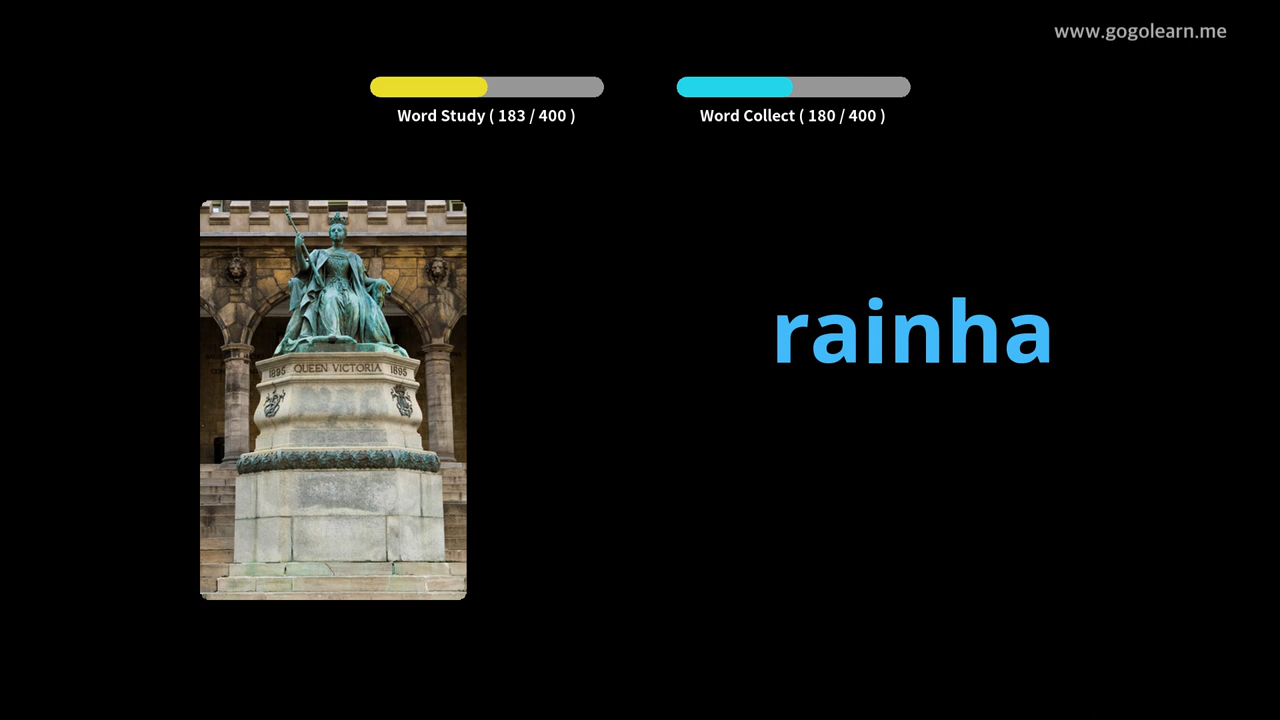 www.gogolearn.me
Word Study ( 183 / 400 )
Word Collect ( 180 / 400 )
1895 QUEEN VICTORIA 1895
rainha